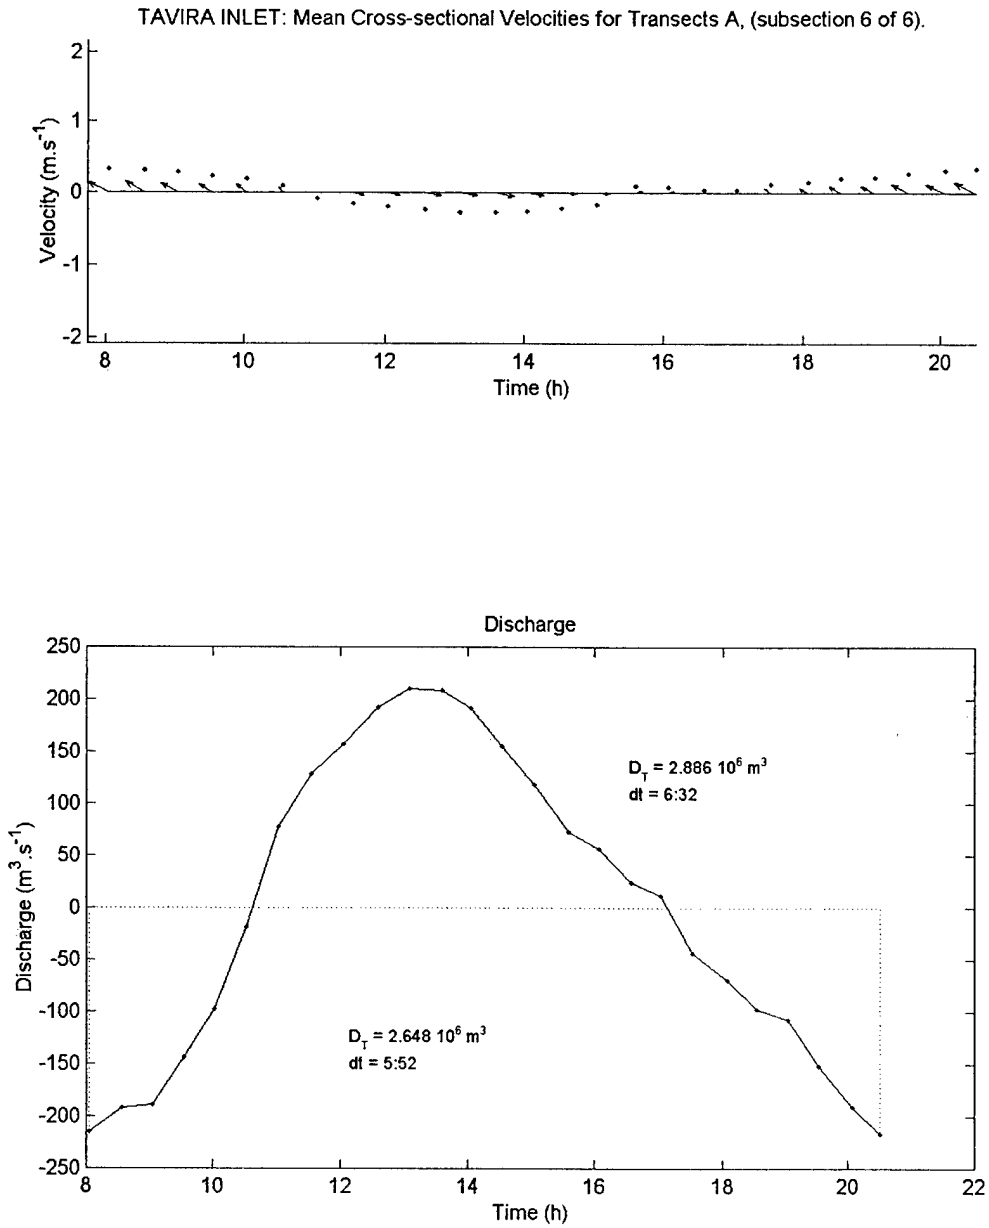 TAVIRA INLET: Mean Cross-sectional Velocities for Transects A, (subsection 6 of 6).
2
1
0
-1
-2
Velocity (m.s⁻¹)
8 10 12 14 16 18 20
Time (h)
Discharge
250
200
150
100
50
0
-50
-100
-150
-200
-250
Discharge (m³.s⁻¹)
D_T = 2.886 10⁶ m³
dt = 6:32
D_T = 2.648 10⁶ m³
dt = 5:52
8 10 12 14 16 18 20 22
Time (h)